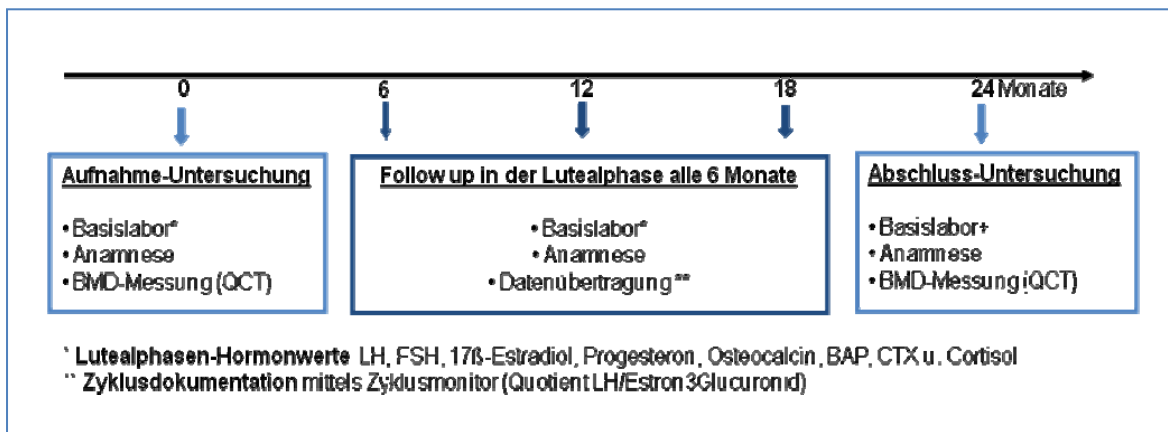 0 6 12 18 24 Monate
Aufnahme-Untersuchung
• Basislabor*
• Anamnese
• BMD-Messung (QCT)
Follow up in der Lutealphase alle 6 Monate
• Basislabor*
• Anamnese
• Datenübertragung**
Abschluss-Untersuchung
• Basislabor+
• Anamnese
• BMD-Messung (QCT)
* Lutealphasen-Hormonwerte LH, FSH, 17ß-Estradiol, Progesteron, Osteocalcin, BAP, CTX u. Cortisol
** Zyklusdokumentation mittels Zyklusmonitor (Quotient LH/Estron3Glucuronid)